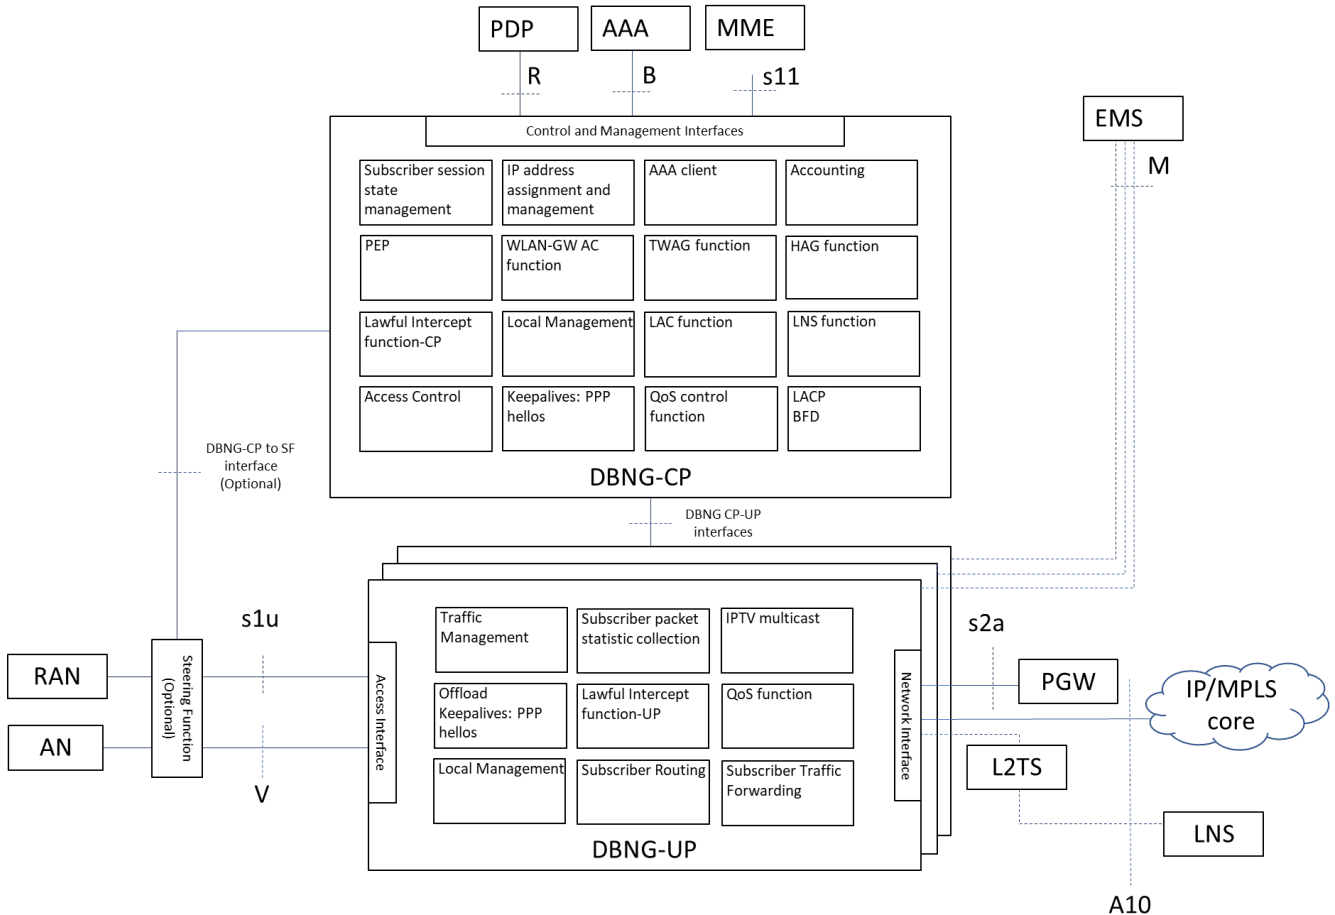 PDP
AAA
MME
R
B
s11
EMS
M
Control and Management Interfaces
Subscriber session
state
management
IP address
assignment and
management
AAA client
Accounting
PEP
WLAN-GW AC
function
TWAG function
HAG function
Lawful Intercept
function-CP
Local Management
LAC function
LNS function
Access Control
Keepalives: PPP
hellos
QoS control
function
LACP
BFD
DBNG-CP
DBNG-CP to SF
interface
(Optional)
DBNG CP-UP
interfaces
s1u
RAN
AN
Steering Function
(Optional)
V
Access Interface
Traffic
Management
Subscriber packet
statistic collection
IPTV multicast
Offload
Keepalives: PPP
hellos
Lawful Intercept
function-UP
QoS function
Local Management
Subscriber Routing
Subscriber Traffic
Forwarding
DBNG-UP
Network Interface
s2a
PGW
IP/MPLS
core
L2TS
LNS
A10